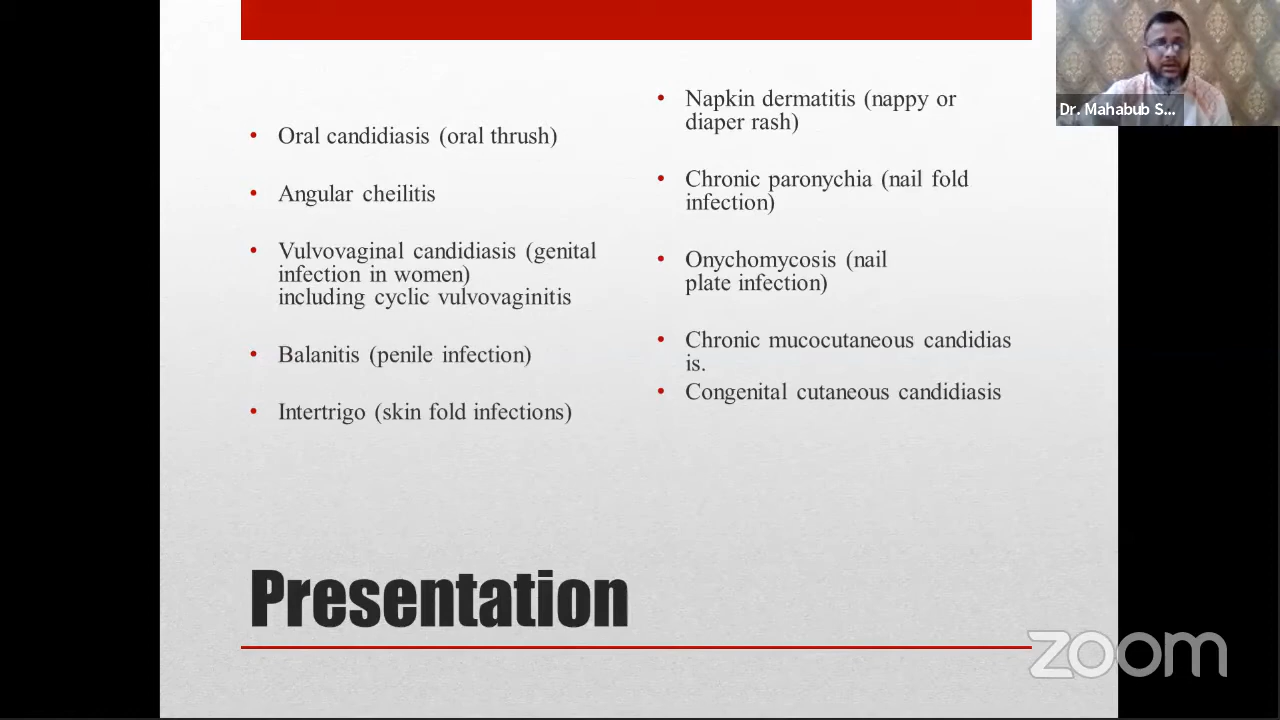 • Oral candidiasis (oral thrush)
• Angular cheilitis
• Vulvovaginal candidiasis (genital
infection in women)
including cyclic vulvovaginitis
• Balanitis (penile infection)
• Intertrigo (skin fold infections)
• Napkin dermatitis (nappy or
diaper rash)
• Chronic paronychia (nail fold
infection)
• Onychomycosis (nail
plate infection)
• Chronic mucocutaneous candidias
is.
• Congenital cutaneous candidiasis
Presentation
Dr. Mahabub S...
zoom